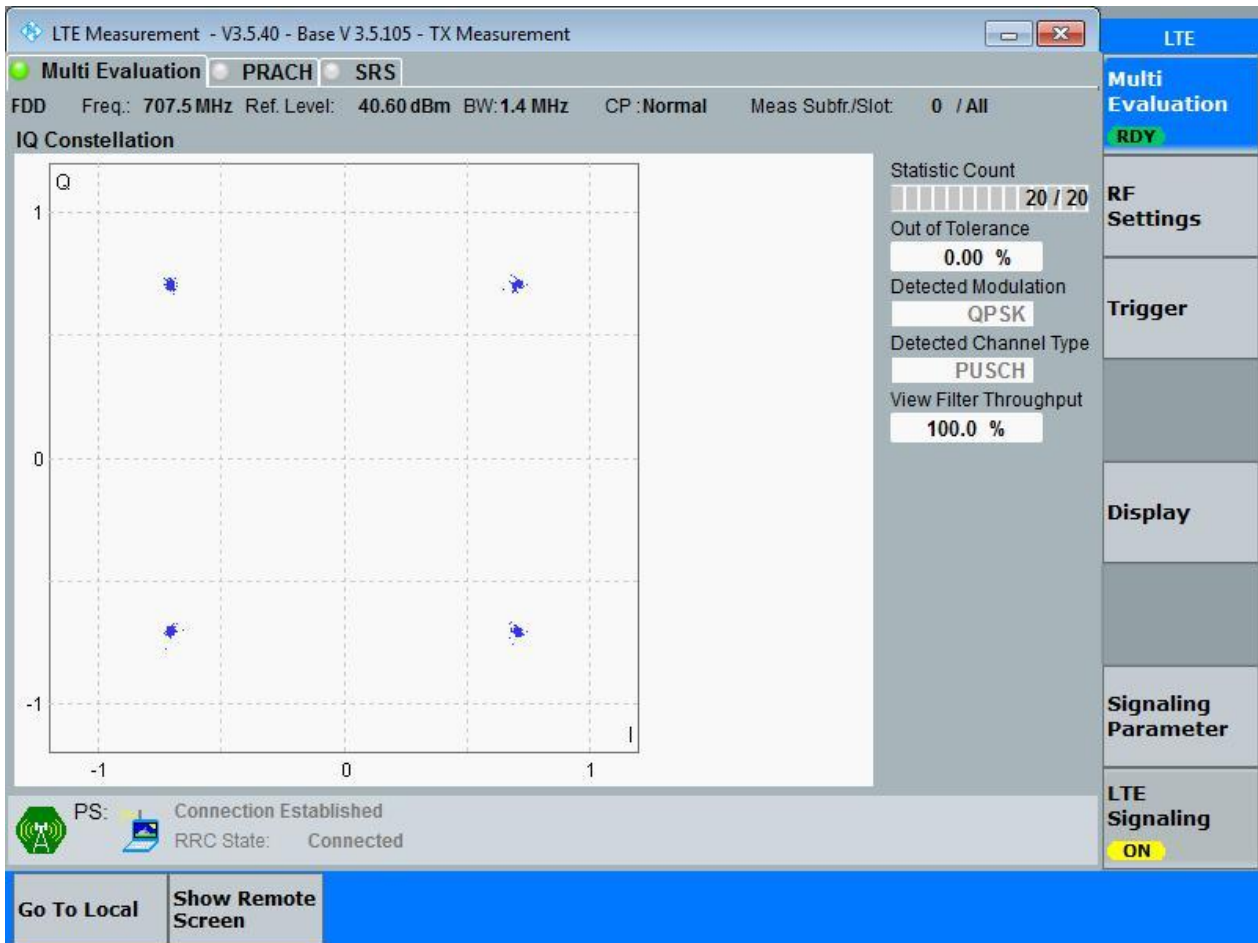 LTE Measurement - V3.5.40 - Base V 3.5.105 - TX Measurement
LTE
Multi Evaluation PRACH SRS
FDD Freq.: 707.5 MHz Ref. Level: 40.60 dBm BW: 1.4 MHz CP : Normal Meas Subfr./Slot: 0 / All
Multi
Evaluation
RDY
IQ Constellation
Q
1
0
-1
I
-1 0 1
Statistic Count
20 / 20
Out of Tolerance
0.00 %
Detected Modulation
QPSK
Detected Channel Type
PUSCH
View Filter Throughput
100.0 %
RF
Settings
Trigger
Display
Signaling
Parameter
LTE
Signaling
ON
PS: Connection Established
RRC State: Connected
Go To Local
Show Remote
Screen